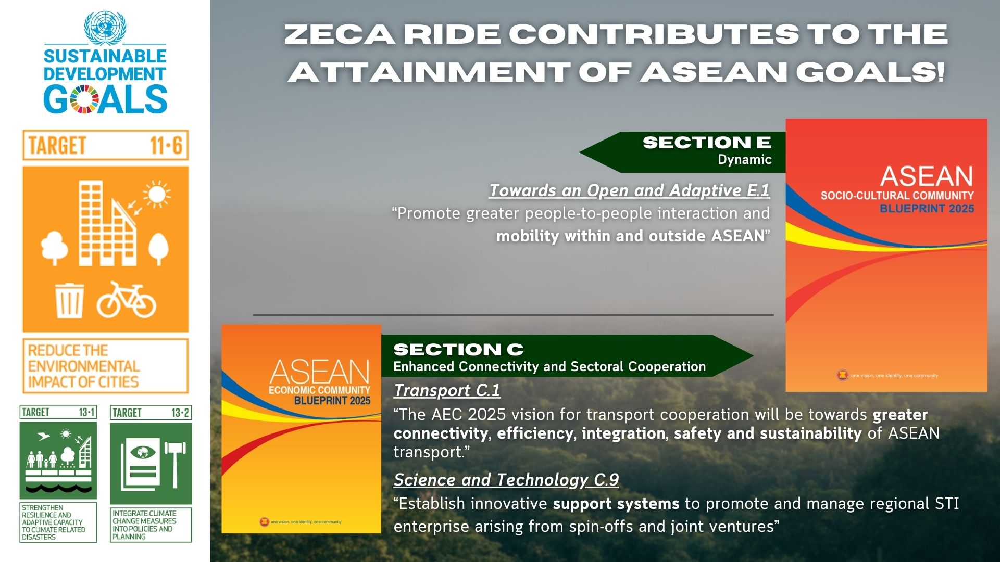 SUSTAINABLE
DEVELOPMENT
GOALS
TARGET 11·6
REDUCE THE
ENVIRONMENTAL
IMPACT OF CITIES
TARGET 13·1
STRENGTHEN
RESILIENCE AND
ADAPTIVE CAPACITY
TO CLIMATE RELATED
DISASTERS
TARGET 13·2
INTEGRATE CLIMATE
CHANGE MEASURES
INTO POLICIES AND
PLANNING
ZECA RIDE CONTRIBUTES TO THE
ATTAINMENT OF ASEAN GOALS!
SECTION E
Dynamic
Towards an Open and Adaptive E.1
“Promote greater people-to-people interaction and
mobility within and outside ASEAN”
ASEAN
SOCIO-CULTURAL COMMUNITY
BLUEPRINT 2025
one vision, one identity, one community
ASEAN
ECONOMIC COMMUNITY
BLUEPRINT 2025
one vision, one identity, one community
SECTION C
Enhanced Connectivity and Sectoral Cooperation
Transport C.1
“The AEC 2025 vision for transport cooperation will be towards greater
connectivity, efficiency, integration, safety and sustainability of ASEAN
transport.”
Science and Technology C.9
“Establish innovative support systems to promote and manage regional STI
enterprise arising from spin-offs and joint ventures”